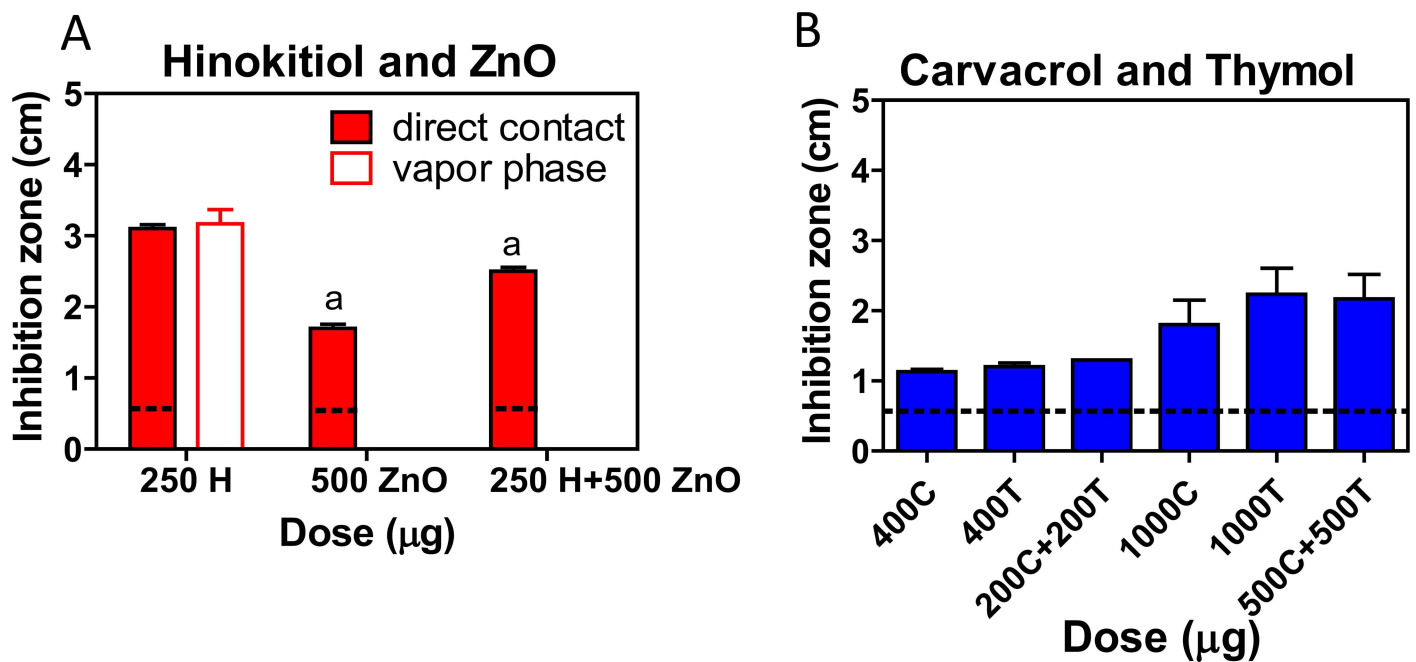 A
Hinokitiol and ZnO
Inhibition zone (cm)
5
4
3
2
1
0
direct contact
vapor phase
a
a
250 H
500 ZnO
250 H+500 ZnO
Dose (μg)
B
Carvacrol and Thymol
Inhibition zone (cm)
5
4
3
2
1
0
400C
400T
200C+200T
1000C
1000T
500C+500T
Dose (μg)